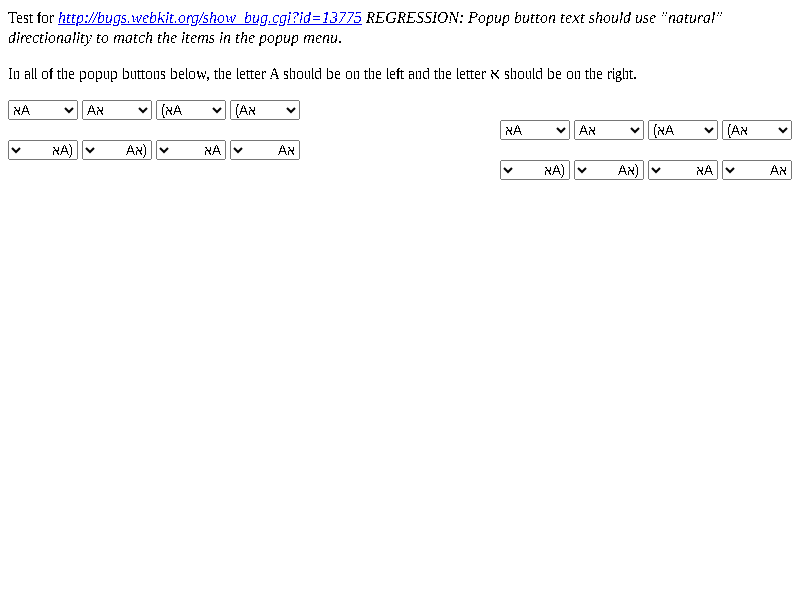 Test for http://bugs.webkit.org/show_bug.cgi?id=13775 REGRESSION: Popup button text should use "natural"
directionality to match the items in the popup menu.
In all of the popup buttons below, the letter A should be on the left and the letter א should be on the right.
אA Aא (אA (Aא
אA Aא (אA (Aא
אA) Aא) אA Aא
אA) Aא) אA Aא